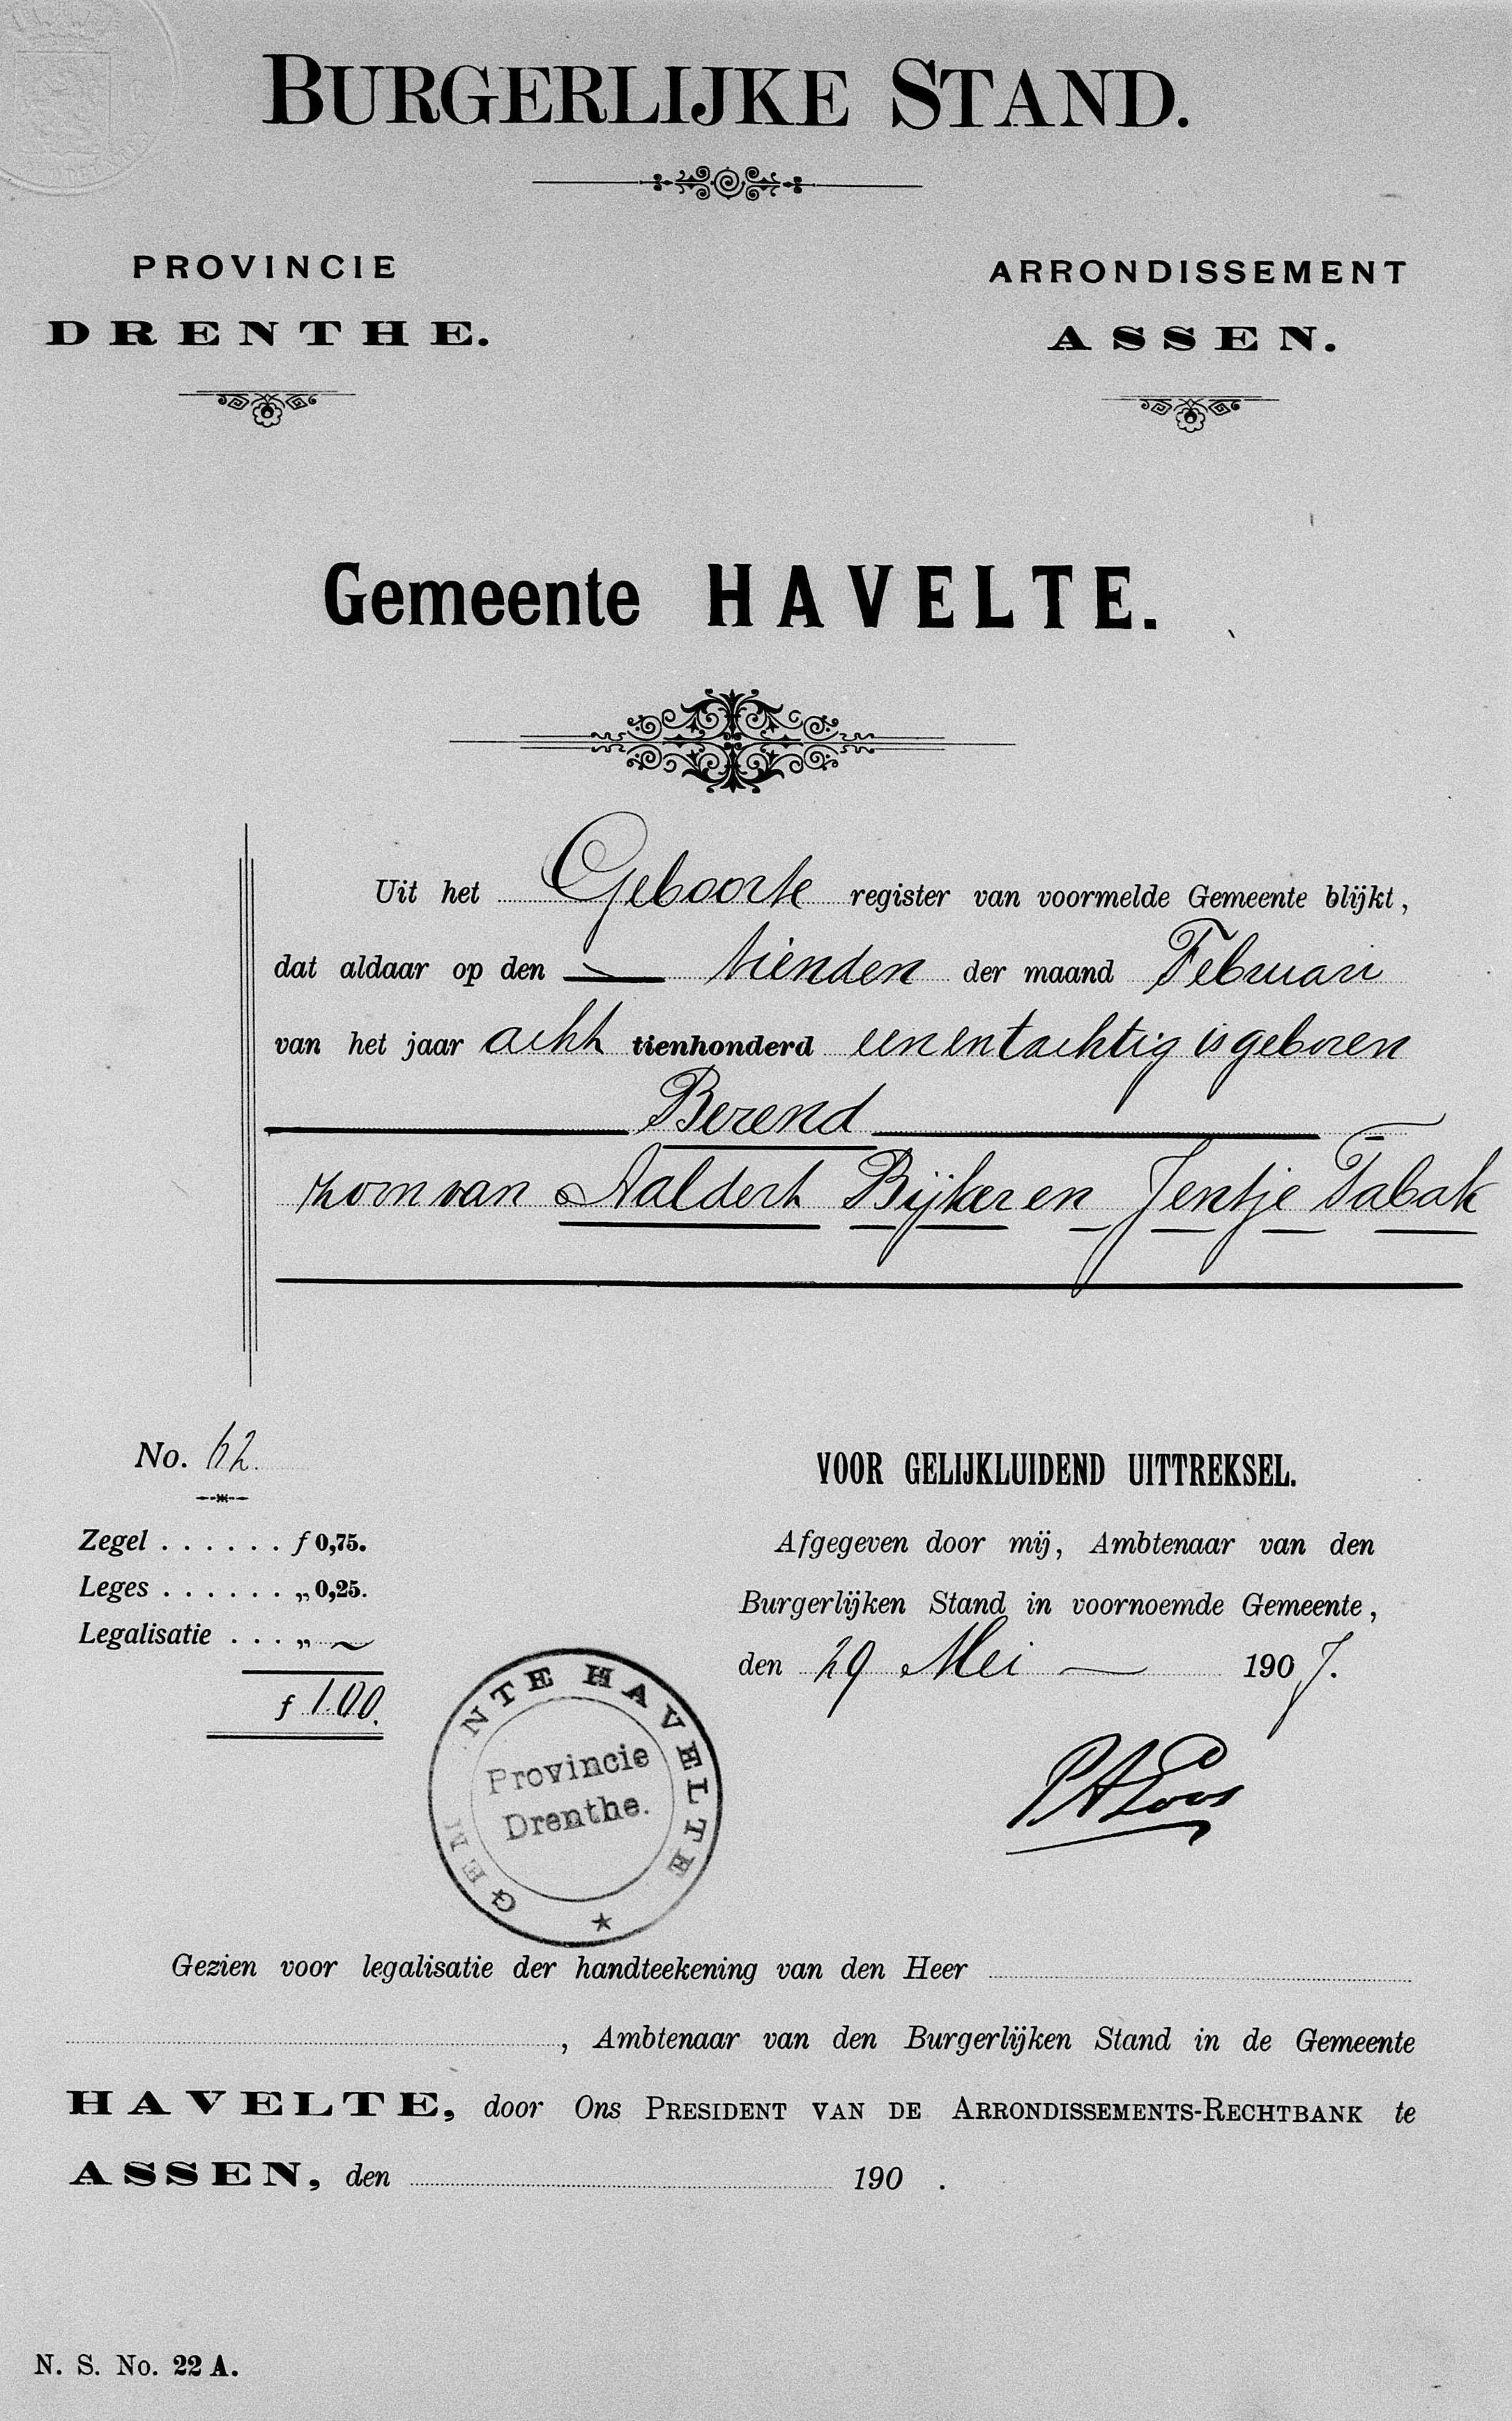 BURGERLIJKE STAND.
PROVINCIE
DRENTHE.
ARRONDISSEMENT
ASSEN.
Gemeente HAVELTE.
Uit het Geboorte register van voormelde Gemeente blijkt,
dat aldaar op den tienden der maand Februari
van het jaar acht tienhonderd een en tachtig is geboren
Berend
zoon van Aaldert Bijker en Jentje Tabak
No. 62.
Zegel . . . . . . f 0,75.
Leges . . . . . . „ 0,25.
Legalisatie . . . „ ~
f 1.00.
VOOR GELIJKLUIDEND UITTREKSEL.
Afgegeven door mij, Ambtenaar van den
Burgerlijken Stand in voornoemde Gemeente,
den 29 Mei — 1907.
GEMEENTE HAVELTE
Provincie
Drenthe.
Gezien voor legalisatie der handteekening van den Heer
, Ambtenaar van den Burgerlijken Stand in de Gemeente
HAVELTE, door Ons PRESIDENT VAN DE ARRONDISSEMENTS-RECHTBANK te
ASSEN, den 190 .
N. S. No. 22 A.